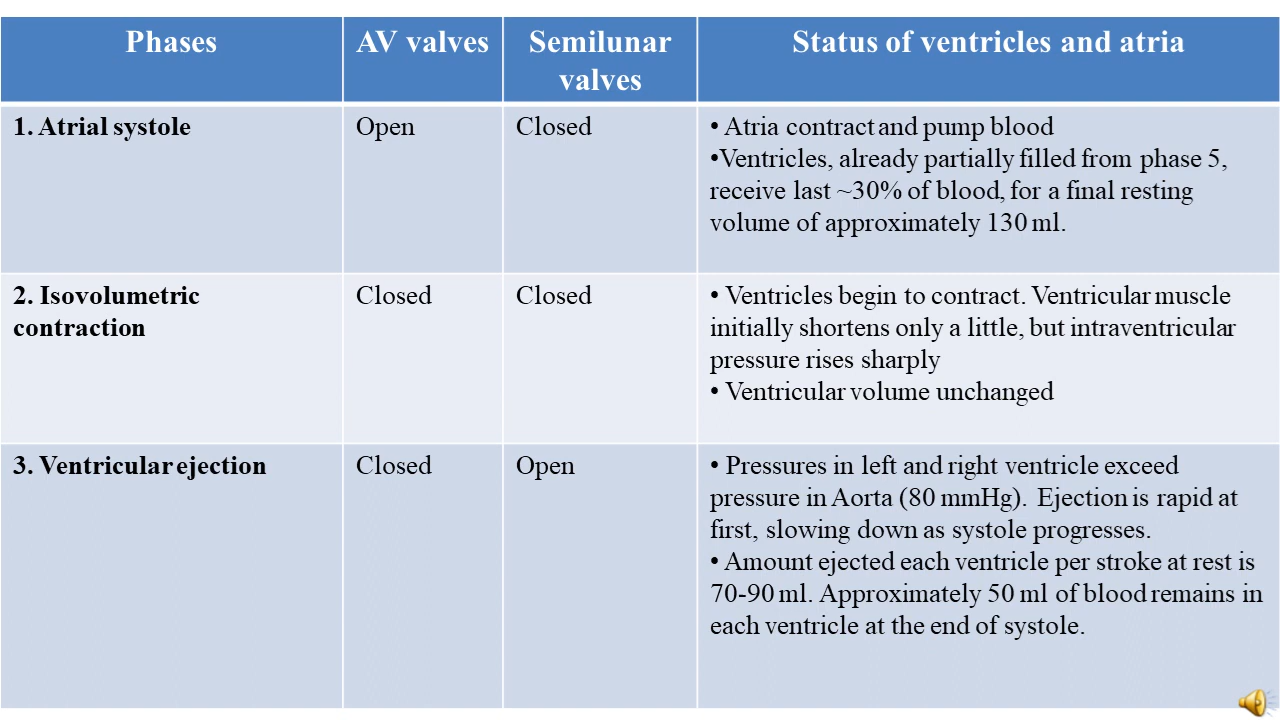 Phases
AV valves
Semilunar
valves
Status of ventricles and atria
1. Atrial systole
Open
Closed
• Atria contract and pump blood
•Ventricles, already partially filled from phase 5,
receive last ~30% of blood, for a final resting
volume of approximately 130 ml.
2. Isovolumetric
contraction
Closed
Closed
• Ventricles begin to contract. Ventricular muscle
initially shortens only a little, but intraventricular
pressure rises sharply
• Ventricular volume unchanged
3. Ventricular ejection
Closed
Open
• Pressures in left and right ventricle exceed
pressure in Aorta (80 mmHg). Ejection is rapid at
first, slowing down as systole progresses.
• Amount ejected each ventricle per stroke at rest is
70-90 ml. Approximately 50 ml of blood remains in
each ventricle at the end of systole.